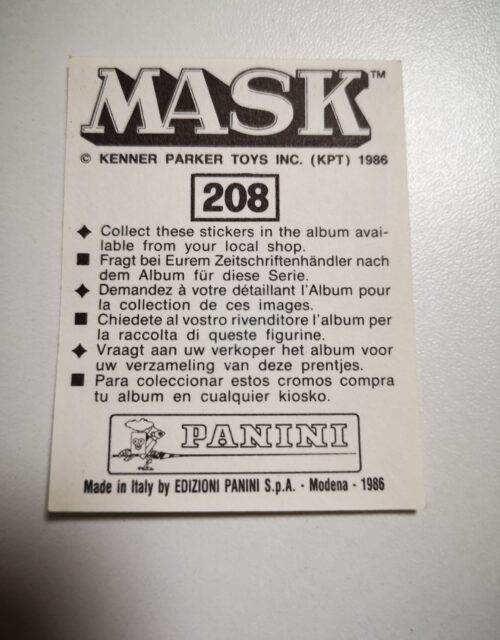 MASK™
© KENNER PARKER TOYS INC. (KPT) 1986
208
Collect these stickers in the album avai-
lable from your local shop.
Fragt bei Eurem Zeitschriftenhändler nach
dem Album für diese Serie.
Demandez à votre détaillant l'Album pour
la collection de ces images.
Chiedete al vostro rivenditore l'album per
la raccolta di queste figurine.
Vraagt aan uw verkoper het album voor
uw verzameling van deze prentjes.
Para coleccionar estos cromos compra
tu album en cualquier kiosko.
PANINI
Made in Italy by EDIZIONI PANINI S.p.A. - Modena - 1986